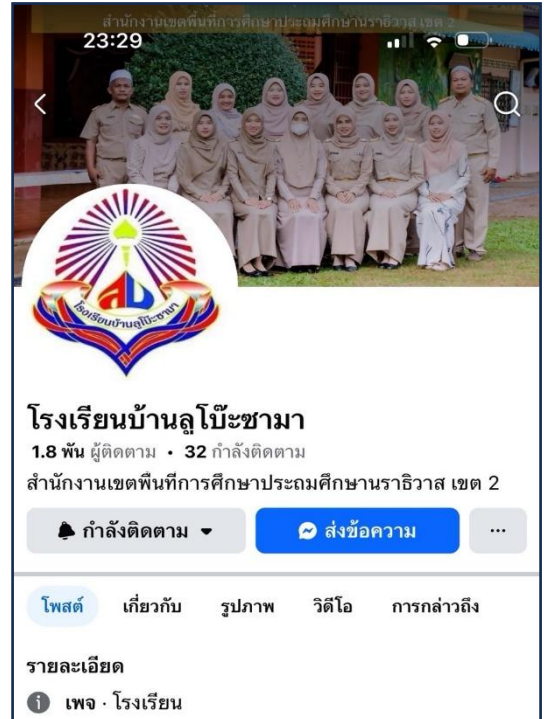 สำนักงานเขตพื้นที่การศึกษาประถมศึกษานราธิวาส เขต 2
23:29
โรงเรียนบ้านลูโบ๊ะซามา
โรงเรียนบ้านลูโบ๊ะซามา
1.8 พัน ผู้ติดตาม • 32 กำลังติดตาม
สำนักงานเขตพื้นที่การศึกษาประถมศึกษานราธิวาส เขต 2
กำลังติดตาม
ส่งข้อความ
...
โพสต์ เกี่ยวกับ รูปภาพ วิดีโอ การกล่าวถึง
รายละเอียด
เพจ · โรงเรียน